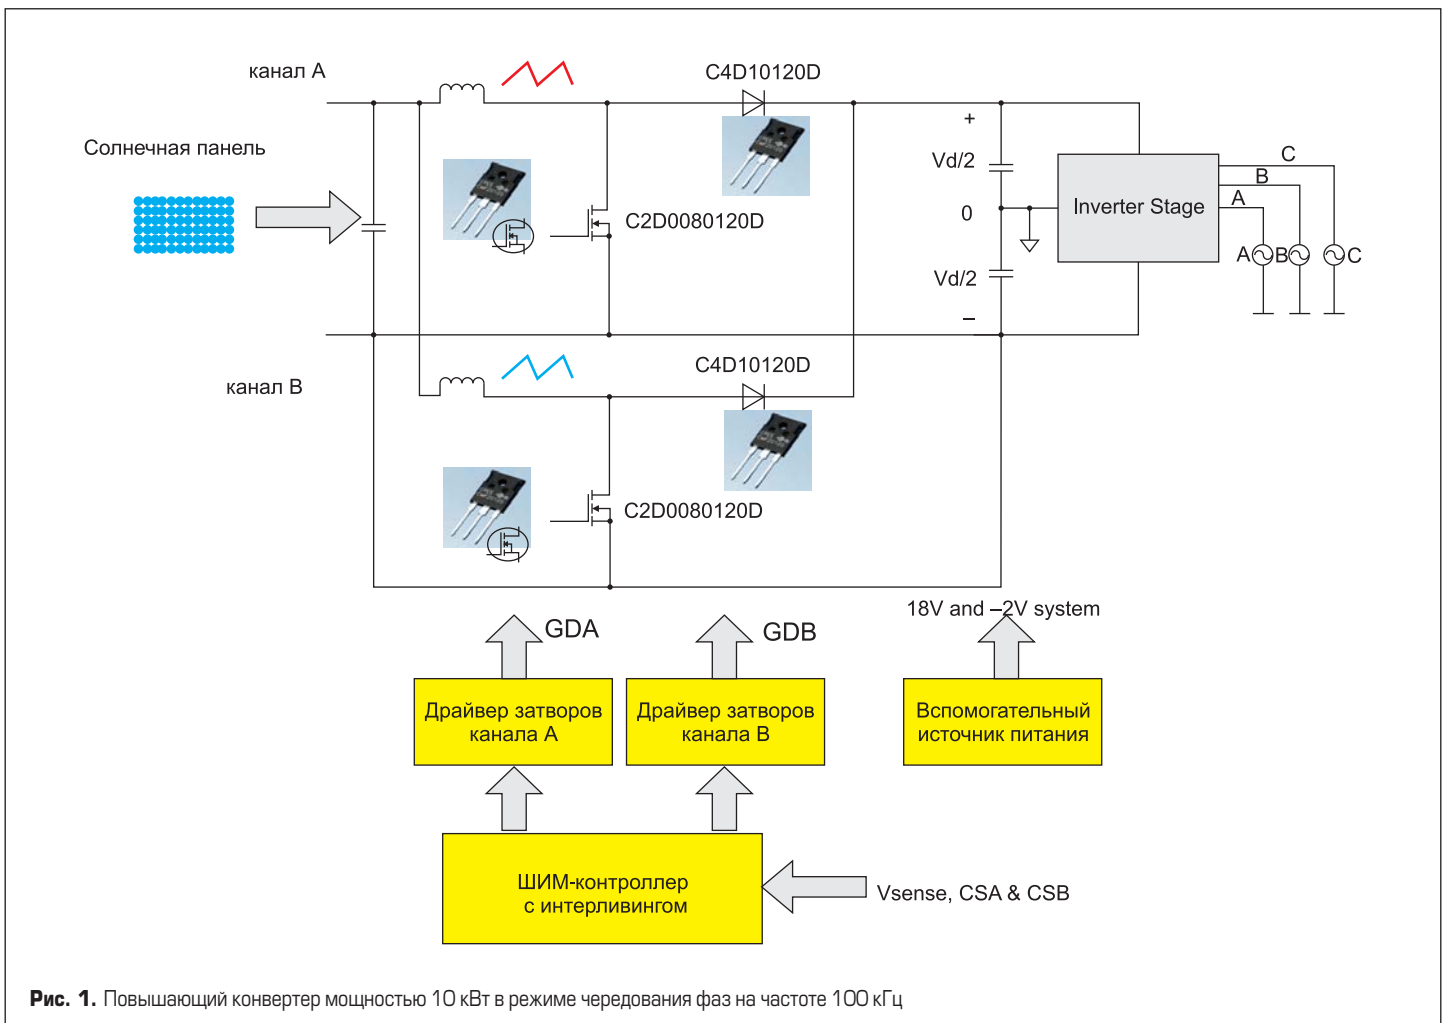 канал А
C4D10120D
Солнечная панель
C2D0080120D
+
Vd/2
0
Vd/2
–
Inverter Stage
C
B
A
A
B
C
канал В
C4D10120D
C2D0080120D
GDA
GDB
18V and –2V system
Драйвер затворов
канала А
Драйвер затворов
канала В
Вспомогательный
источник питания
ШИМ-контроллер
с интерливингом
Vsense, CSA & CSB
Рис. 1. Повышающий конвертер мощностью 10 кВт в режиме чередования фаз на частоте 100 кГц